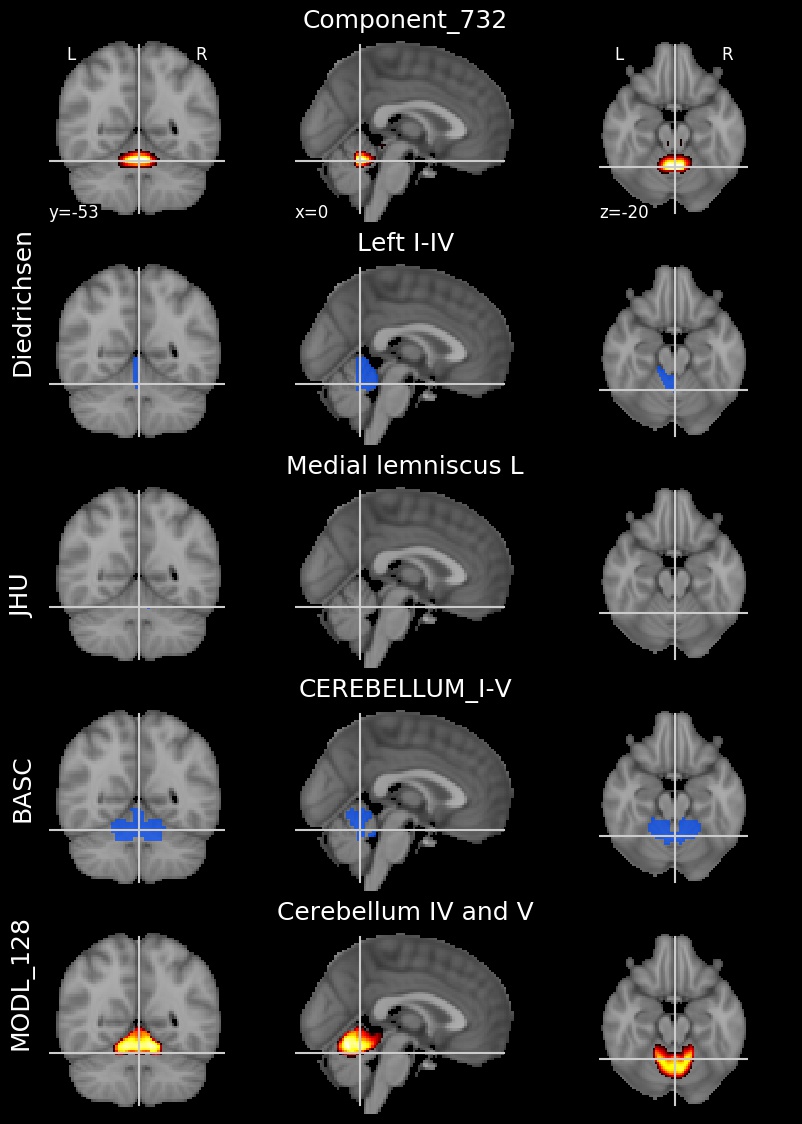 Component_732
L R L R
y=-53 x=0 z=-20
Diedrichsen
Left I-IV
JHU
Medial lemniscus L
BASC
CEREBELLUM_I-V
MODL_128
Cerebellum IV and V